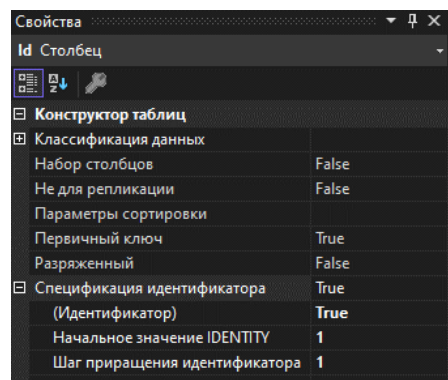 Свойства
Id Столбец
Конструктор таблиц
Классификация данных
Набор столбцов False
Не для репликации False
Параметры сортировки
Первичный ключ True
Разряженный False
Спецификация идентификатора True
(Идентификатор) True
Начальное значение IDENTITY 1
Шаг приращения идентификатора 1